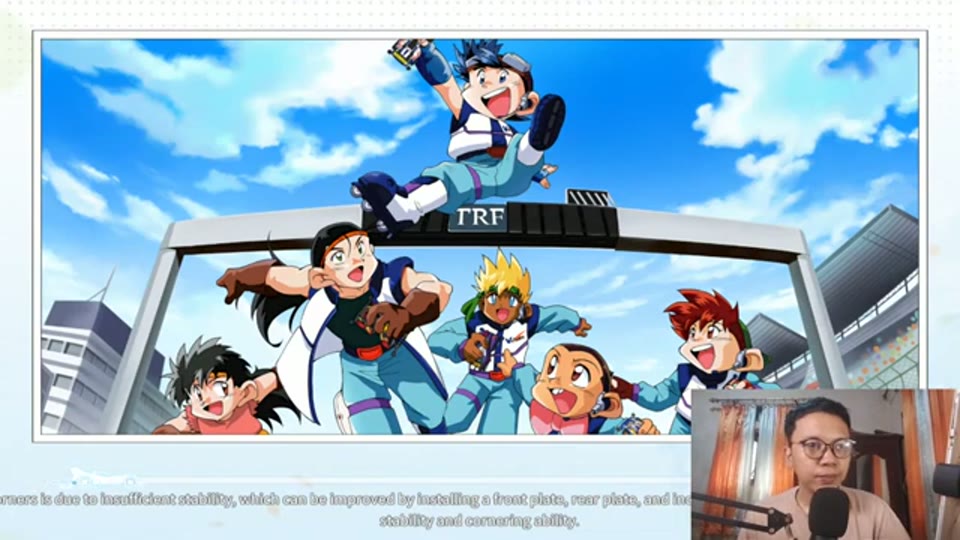 TRF
orners is due to insufficient stability, which can be improved by installing a front plate, rear plate, and inc
stability and cornering ability.